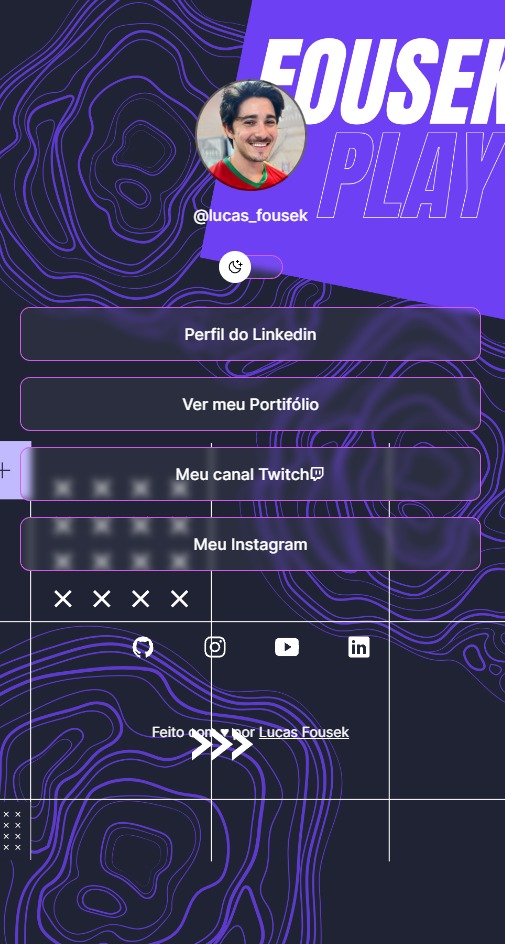 FOUSEK
PLAY
@lucas_fousek
Perfil do Linkedin
Ver meu Portifólio
Meu canal Twitch
Meu Instagram
Feito com ♥ por Lucas Fousek